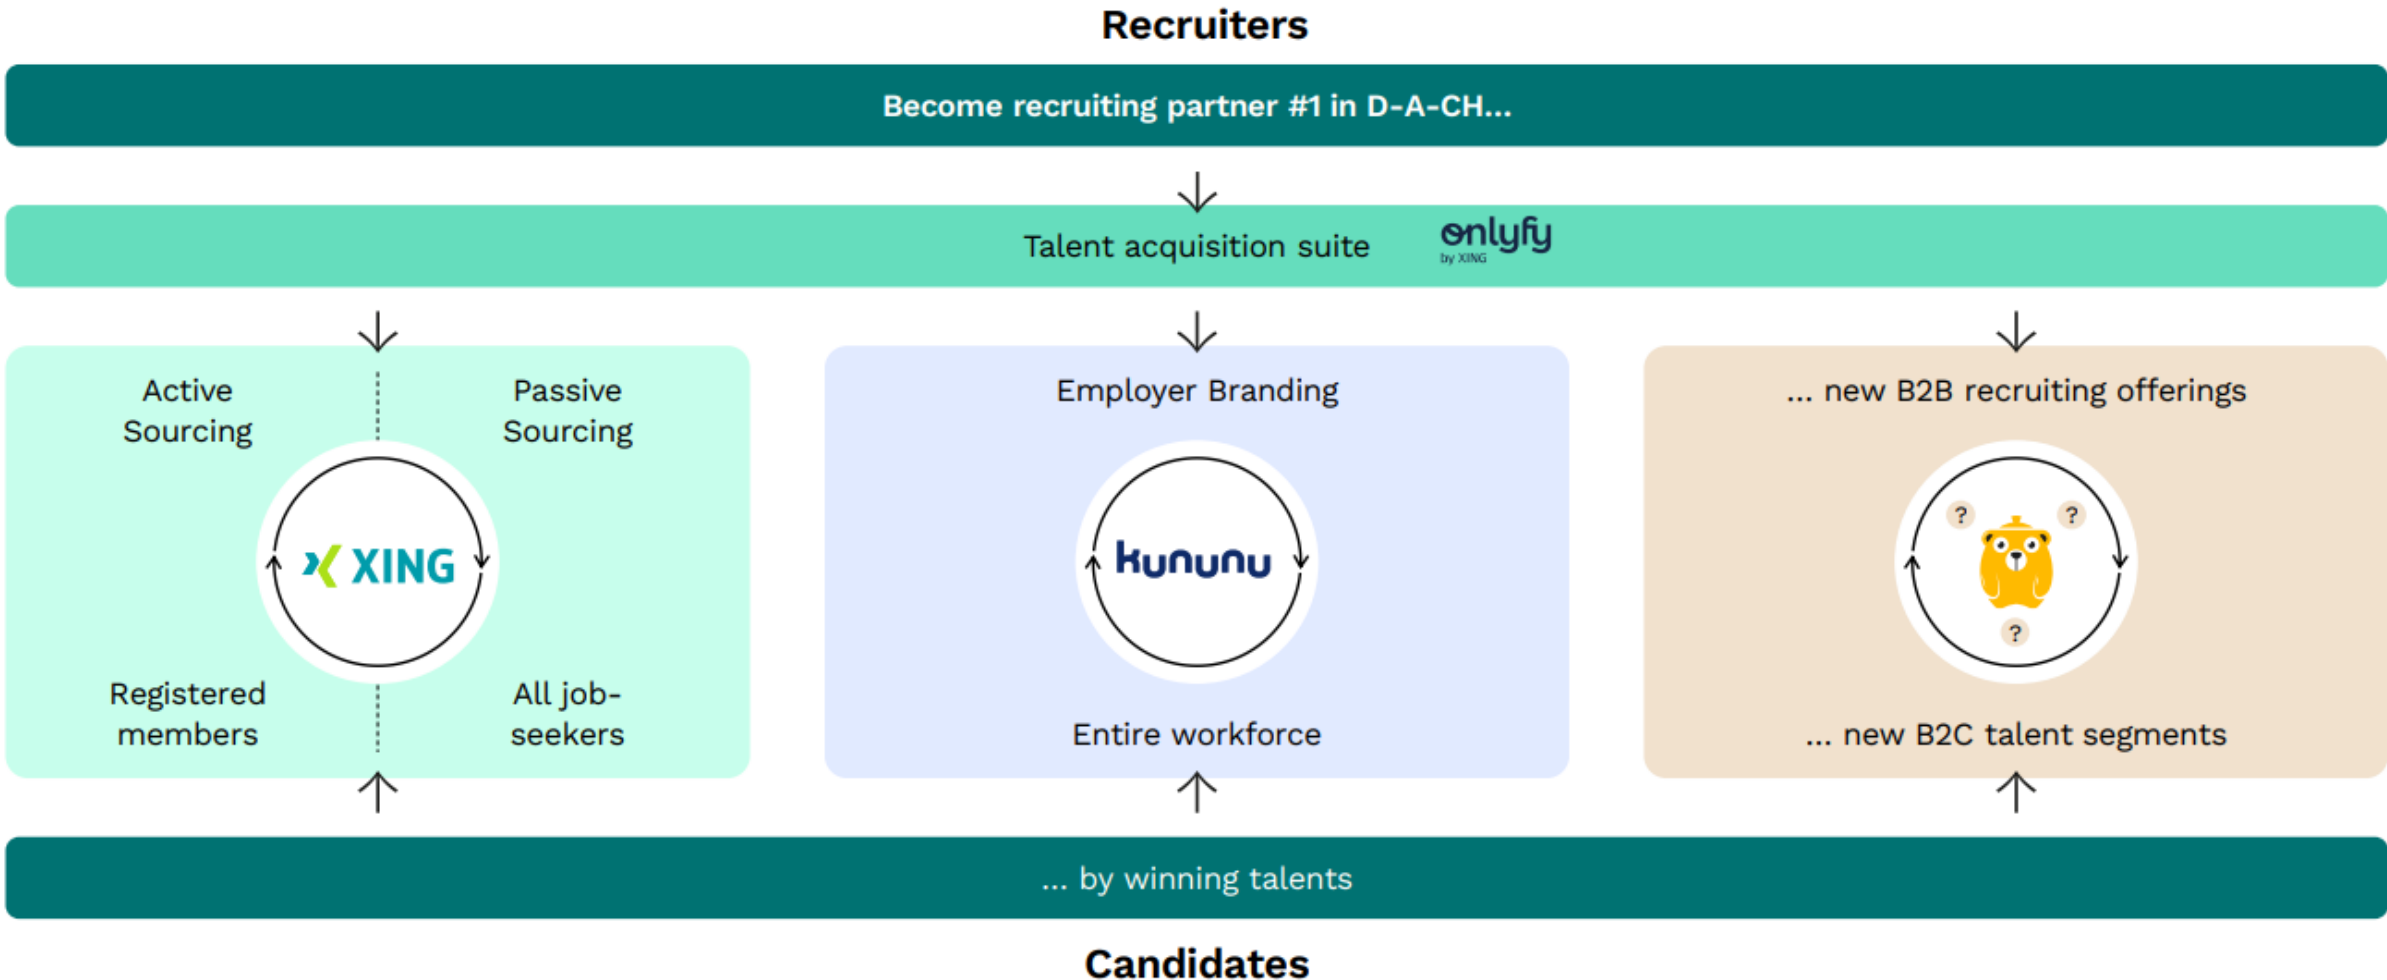 Recruiters
Become recruiting partner #1 in D-A-CH...
Talent acquisition suite
onlyfy
by XING
Active
Sourcing
Passive
Sourcing
XING
Registered
members
All job-
seekers
Employer Branding
kununu
Entire workforce
... new B2B recruiting offerings
? ?
?
... new B2C talent segments
... by winning talents
Candidates